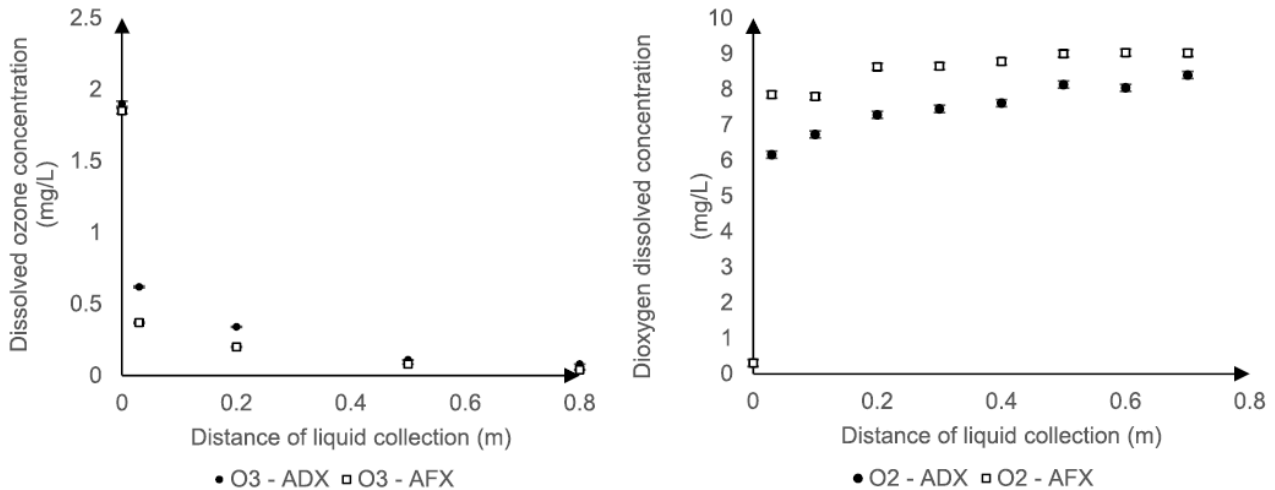 Dissolved ozone concentration
(mg/L)
2.5
2
1.5
1
0.5
0
0 0.2 0.4 0.6 0.8
Distance of liquid collection (m)
O3 - ADX O3 - AFX
Dioxygen dissolved concentration
(mg/L)
10
9
8
7
6
5
4
3
2
1
0
0 0.2 0.4 0.6 0.8
Distance of liquid collection (m)
O2 - ADX O2 - AFX